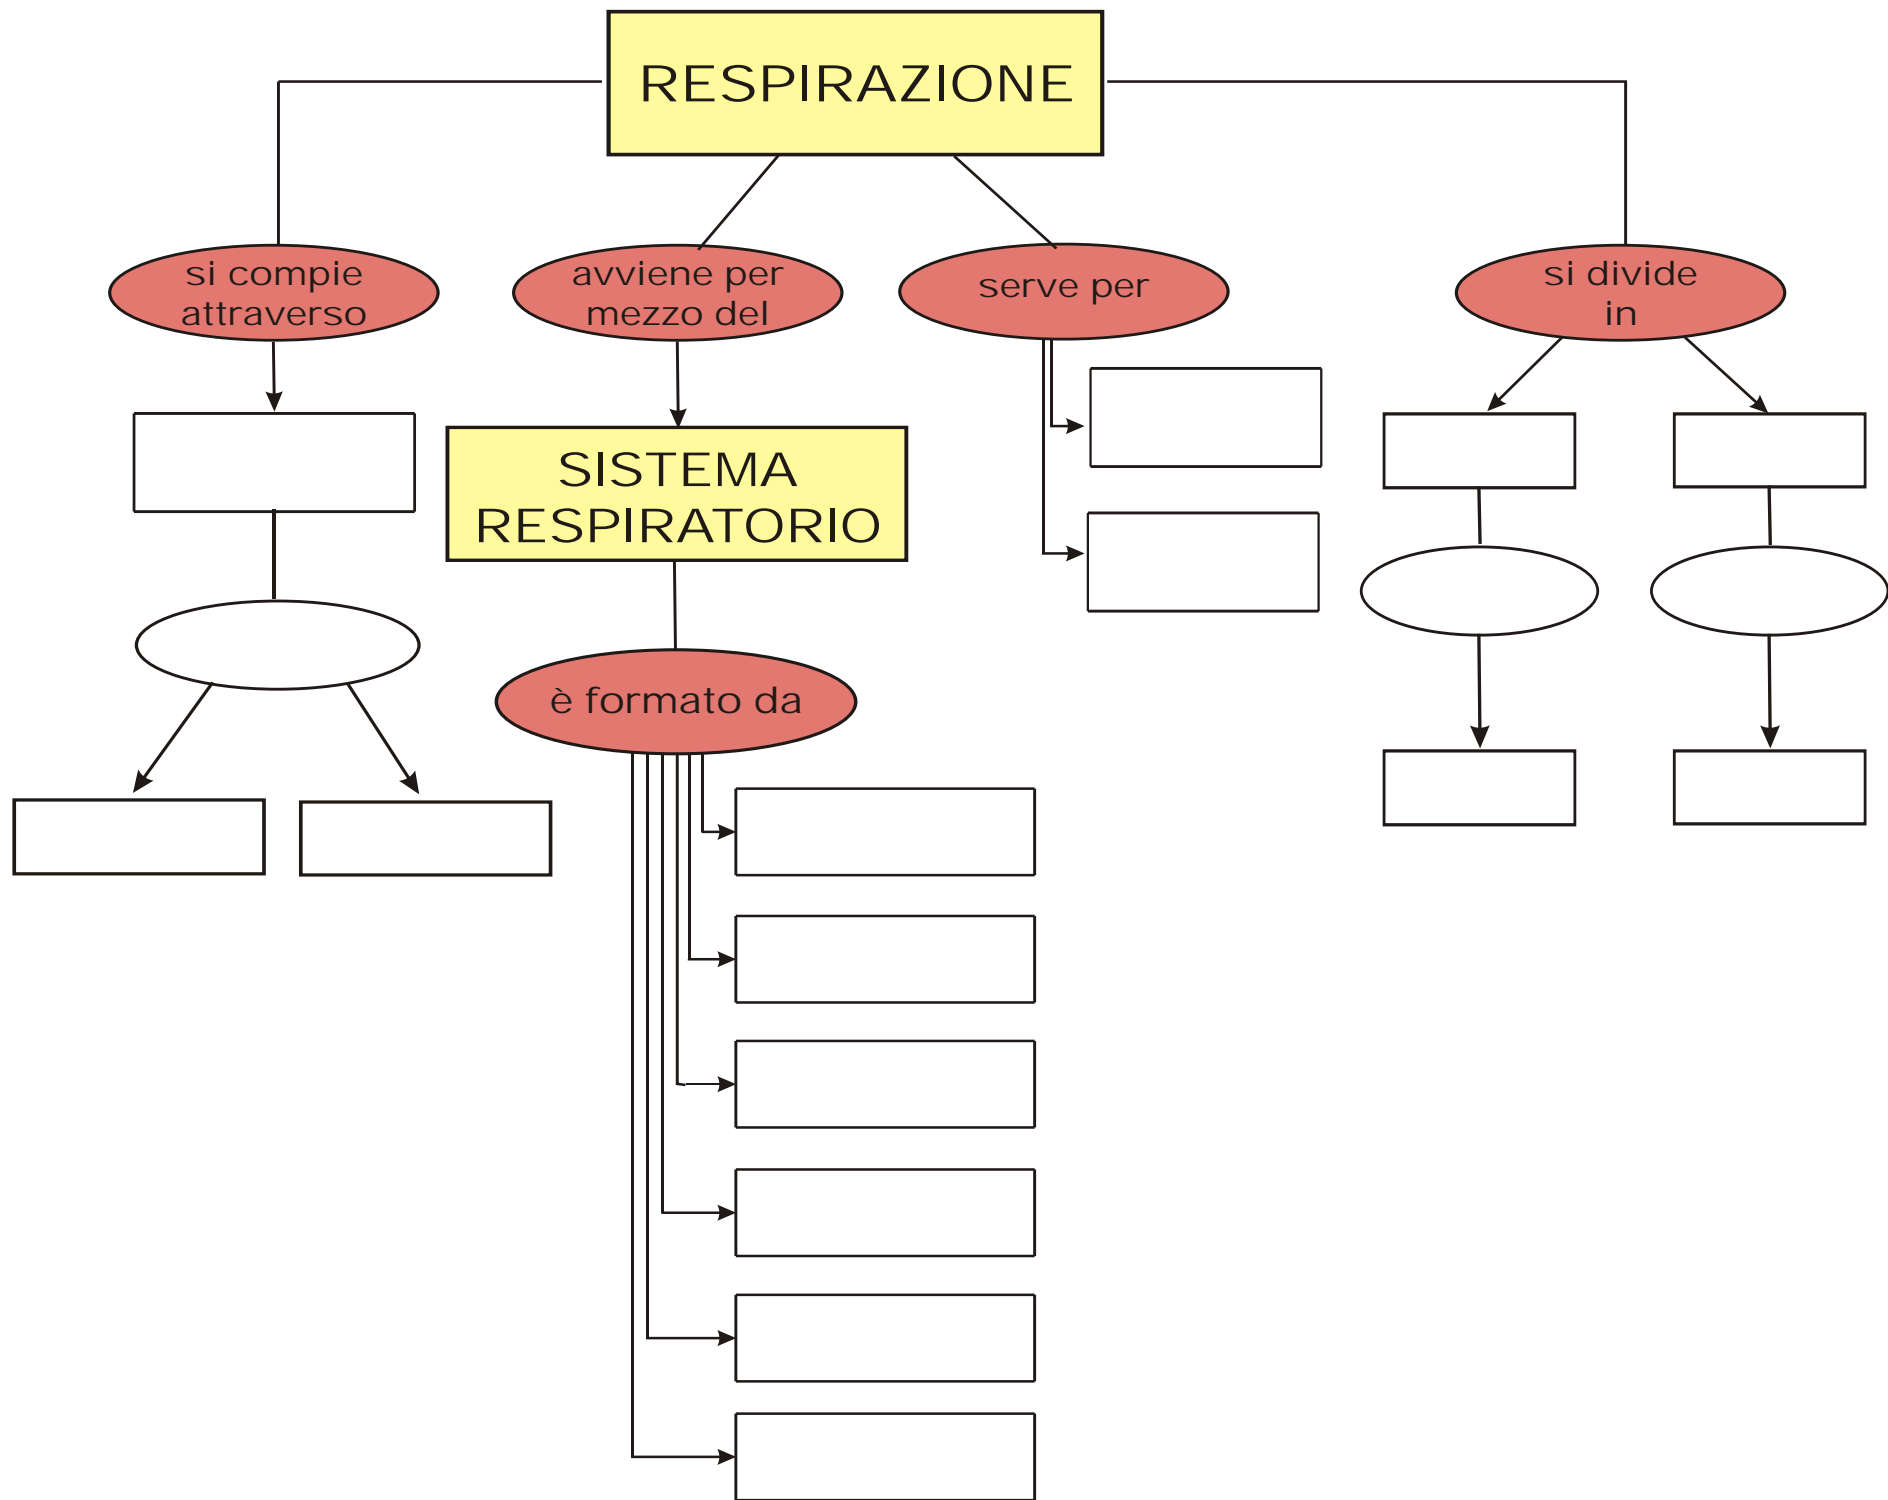 RESPIRAZIONE
si compie
attraverso
avviene per
mezzo del
serve per
si divide
in
SISTEMA
RESPIRATORIO
è formato da